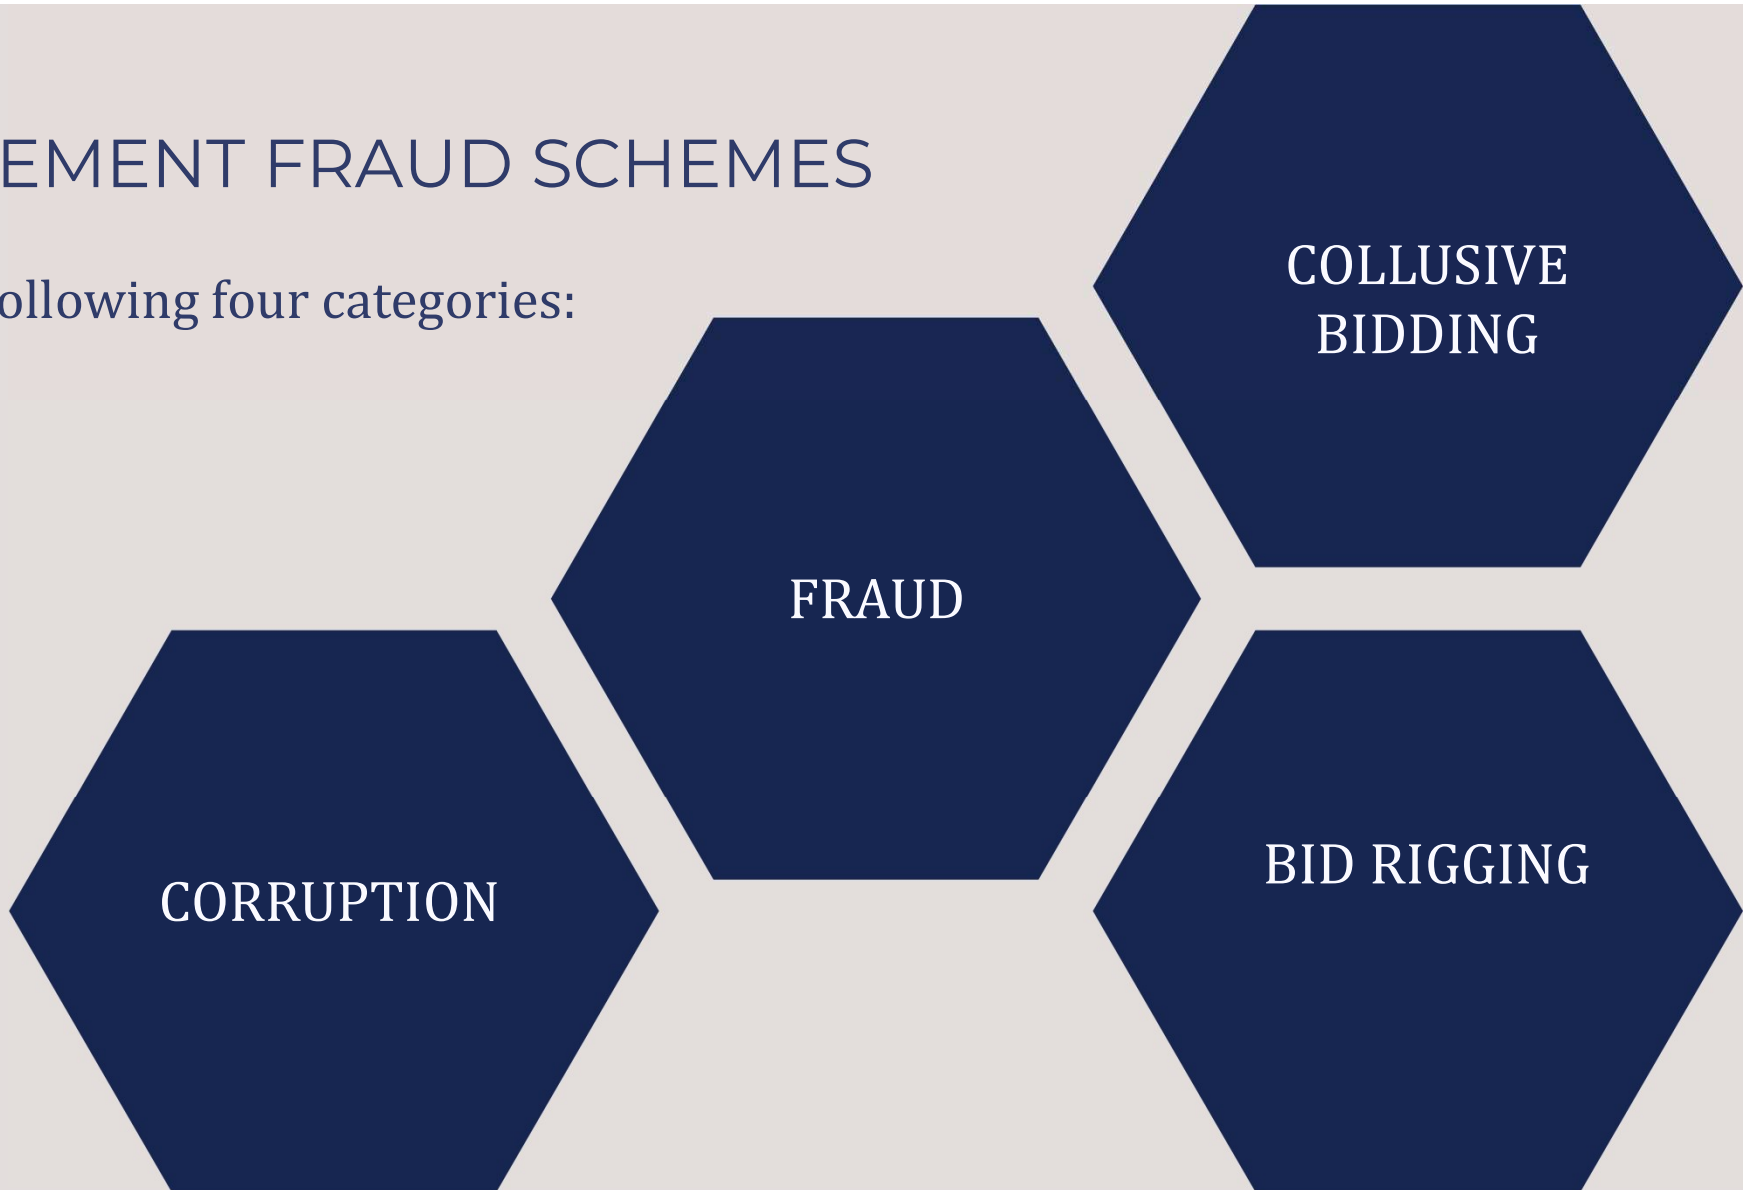 EMENT FRAUD SCHEMES
ollowing four categories:
COLLUSIVE
BIDDING
FRAUD
BID RIGGING
CORRUPTION